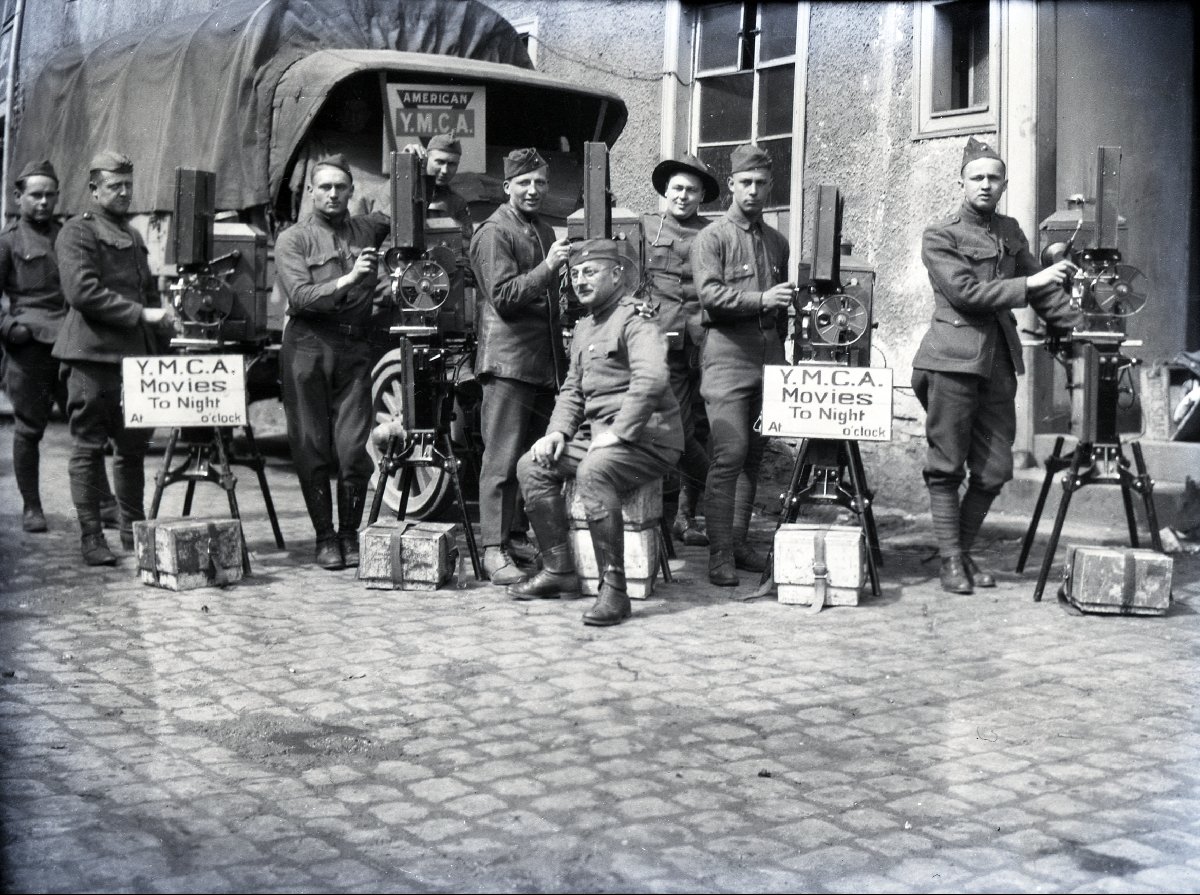 AMERICAN
Y.M.C.A.
Y.M.C.A.
Movies
To Night
At o'clock
Y.M.C.A.
Movies
To Night
At o'clock